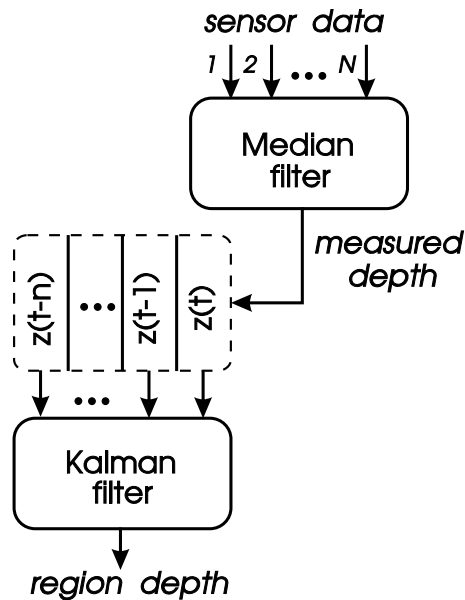 sensor data
1 2 ••• N
Median
filter
measured
depth
z(t-n) ••• z(t-1) z(t)
•••
Kalman
filter
region depth